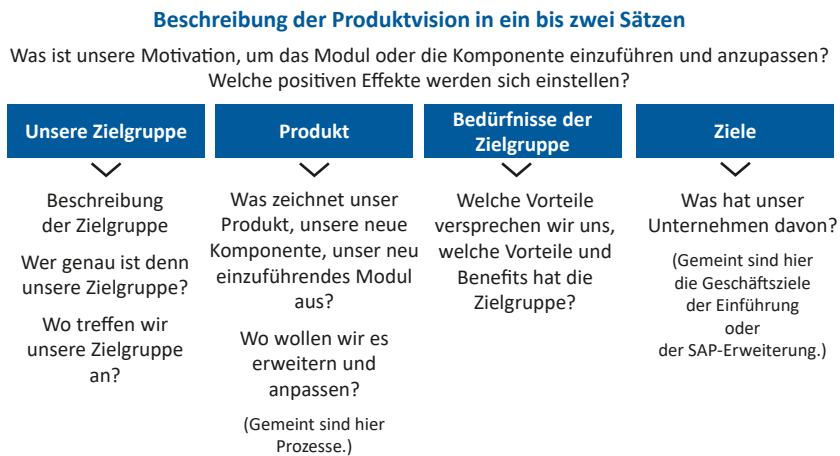 Beschreibung der Produktvision in ein bis zwei Sätzen
Was ist unsere Motivation, um das Modul oder die Komponente einzuführen und anzupassen?
Welche positiven Effekte werden sich einstellen?
Unsere Zielgruppe
Beschreibung
der Zielgruppe
Wer genau ist denn
unsere Zielgruppe?
Wo treffen wir
unsere Zielgruppe
an?
Produkt
Was zeichnet unser
Produkt, unsere neue
Komponente, unser neu
einzuführendes Modul
aus?
Wo wollen wir es
erweitern und
anpassen?
(Gemeint sind hier
Prozesse.)
Bedürfnisse der
Zielgruppe
Welche Vorteile
versprechen wir uns,
welche Vorteile und
Benefits hat die
Zielgruppe?
Ziele
Was hat unser
Unternehmen davon?
(Gemeint sind hier
die Geschäftsziele
der Einführung
oder
der SAP-Erweiterung.)